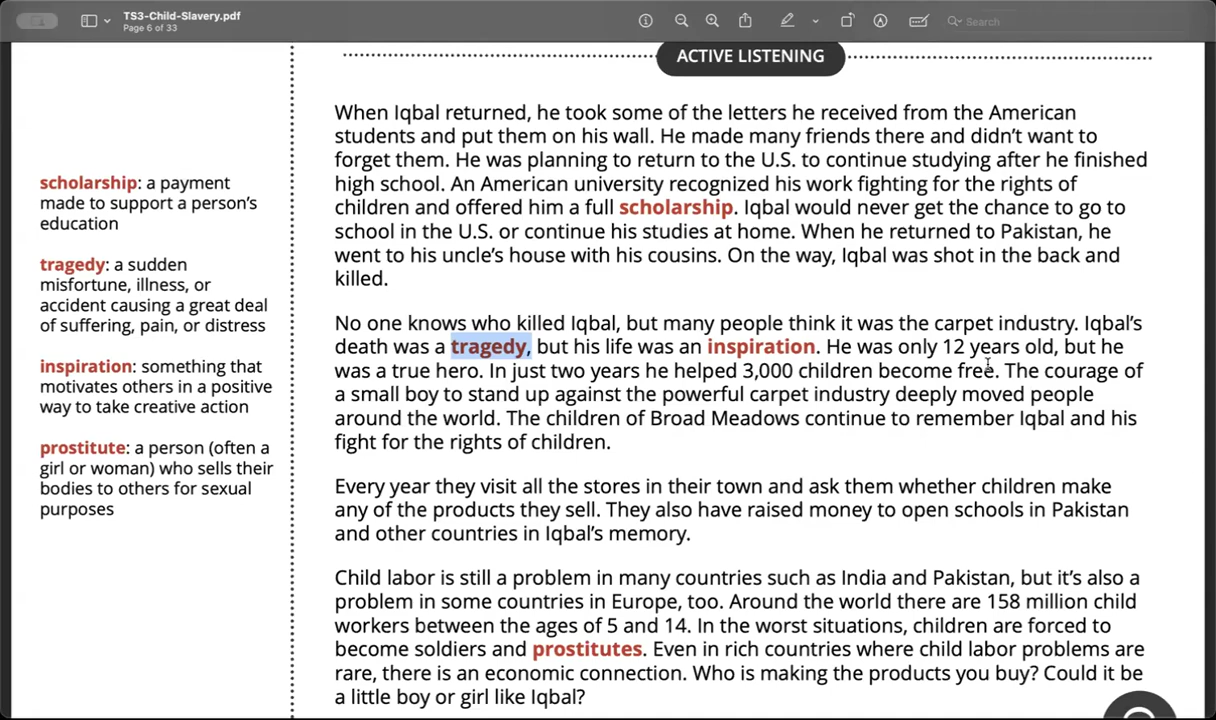 TS3-Child-Slavery.pdf
Page 6 of 33
Search
ACTIVE LISTENING
scholarship: a payment
made to support a person's
education
tragedy: a sudden
misfortune, illness, or
accident causing a great deal
of suffering, pain, or distress
inspiration: something that
motivates others in a positive
way to take creative action
prostitute: a person (often a
girl or woman) who sells their
bodies to others for sexual
purposes
When Iqbal returned, he took some of the letters he received from the American
students and put them on his wall. He made many friends there and didn't want to
forget them. He was planning to return to the U.S. to continue studying after he finished
high school. An American university recognized his work fighting for the rights of
children and offered him a full scholarship. Iqbal would never get the chance to go to
school in the U.S. or continue his studies at home. When he returned to Pakistan, he
went to his uncle's house with his cousins. On the way, Iqbal was shot in the back and
killed.
No one knows who killed Iqbal, but many people think it was the carpet industry. Iqbal's
death was a tragedy, but his life was an inspiration. He was only 12 years old, but he
was a true hero. In just two years he helped 3,000 children become free. The courage of
a small boy to stand up against the powerful carpet industry deeply moved people
around the world. The children of Broad Meadows continue to remember Iqbal and his
fight for the rights of children.
Every year they visit all the stores in their town and ask them whether children make
any of the products they sell. They also have raised money to open schools in Pakistan
and other countries in Iqbal's memory.
Child labor is still a problem in many countries such as India and Pakistan, but it's also a
problem in some countries in Europe, too. Around the world there are 158 million child
workers between the ages of 5 and 14. In the worst situations, children are forced to
become soldiers and prostitutes. Even in rich countries where child labor problems are
rare, there is an economic connection. Who is making the products you buy? Could it be
a little boy or girl like Iqbal?